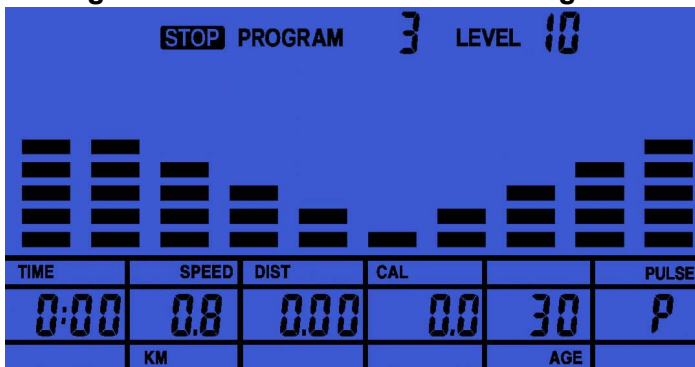 STOP PROGRAM 3 LEVEL 10
TIME SPEED DIST CAL PULSE
0:00 0.8 0.00 0.0 30 P
KM AGE